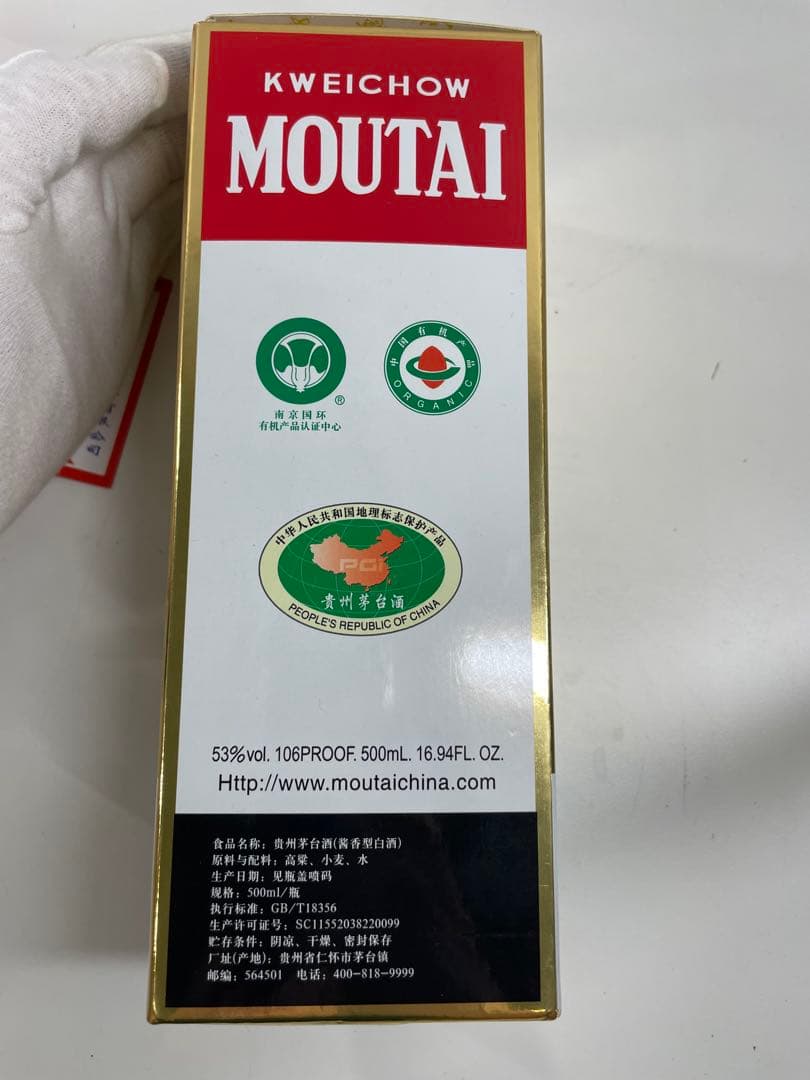 KWEICHOW
MOUTAI
南京国环
有机产品认证中心
®
中国有机产品
ORGANIC
中华人民共和国地理标志保护产品
PGI
贵州茅台酒
PEOPLE'S REPUBLIC OF CHINA
53%vol. 106PROOF. 500mL. 16.94FL. OZ.
Http://www.moutaichina.com
食品名称：贵州茅台酒(酱香型白酒)
原料与配料：高粱、小麦、水
生产日期：见瓶盖喷码
规格：500ml/瓶
执行标准：GB/T18356
生产许可证号：SC11552038220099
贮存条件：阴凉、干燥、密封保存
厂址(产地)：贵州省仁怀市茅台镇
邮编：564501 电话：400-818-9999